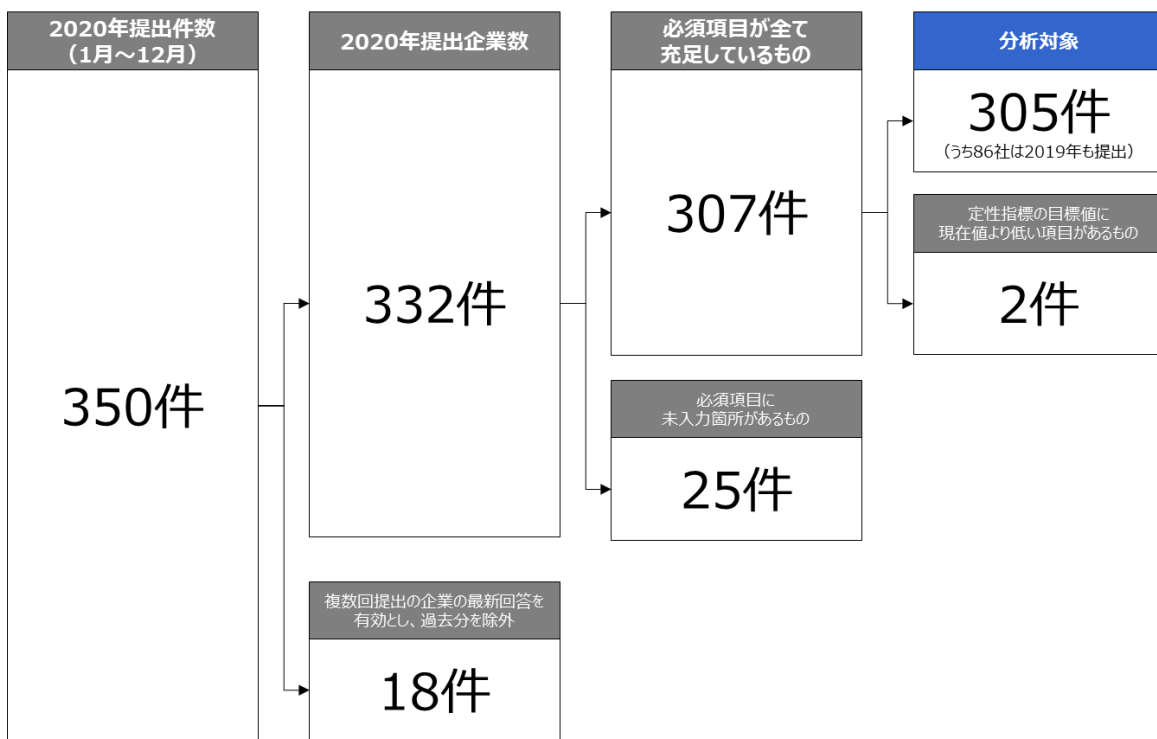 2020年提出件数
（1月～12月）
350件
2020年提出企業数
332件
複数回提出の企業の最新回答を
有効とし、過去分を除外
18件
必須項目が全て
充足しているもの
307件
必須項目に
未入力箇所があるもの
25件
分析対象
305件
（うち86社は2019年も提出）
定性指標の目標値に
現在値より低い項目があるもの
2件